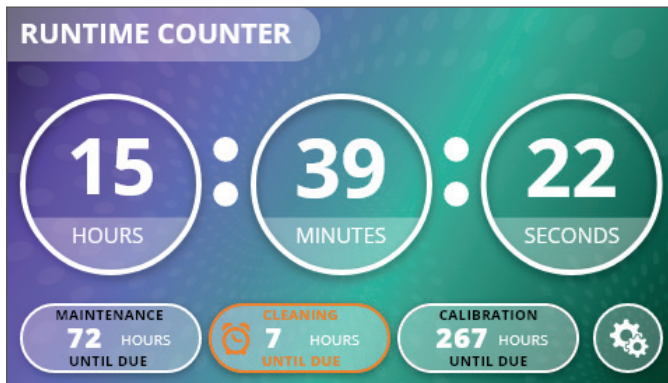 RUNTIME COUNTER
15 : 39 : 22
HOURS MINUTES SECONDS
MAINTENANCE CLEANING CALIBRATION
72 HOURS 7 HOURS 267 HOURS
UNTIL DUE UNTIL DUE UNTIL DUE